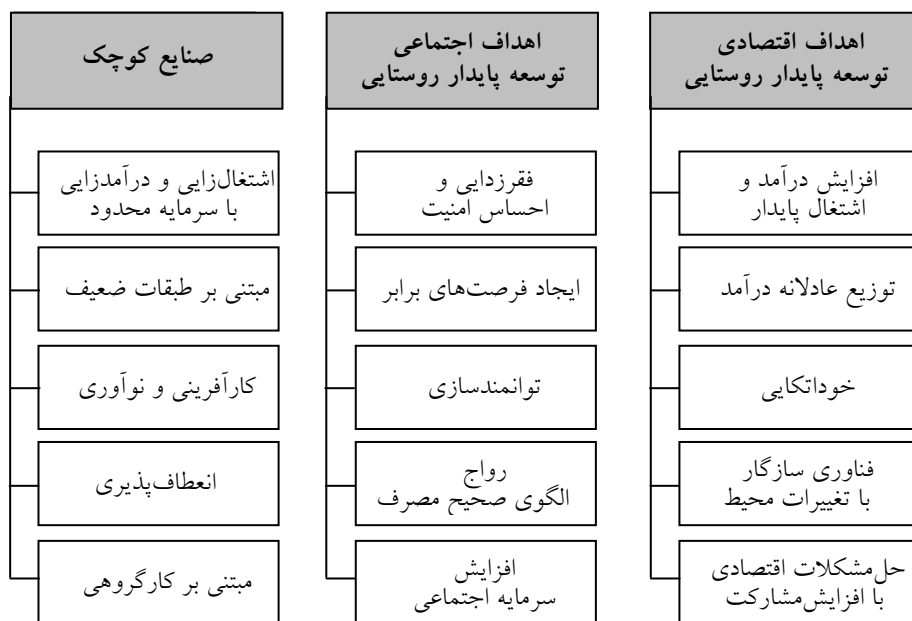 اهداف اقتصادی
توسعه پایدار روستایی
افزایش درآمد و
اشتغال پایدار
توزیع عادلانه درآمد
خوداتکایی
فناوری سازگار
با تغییرات محیط
حل‌مشکلات اقتصادی
با افزایش‌مشارکت
اهداف اجتماعی
توسعه پایدار روستایی
فقرزدایی و
احساس امنیت
ایجاد فرصت‌های برابر
توانمندسازی
رواج
الگوی صحیح مصرف
افزایش
سرمایه اجتماعی
صنایع کوچک
اشتغال‌زایی و درآمدزایی
با سرمایه محدود
مبتنی بر طبقات ضعیف
کارآفرینی و نوآوری
انعطاف‌پذیری
مبتنی بر کارگروهی